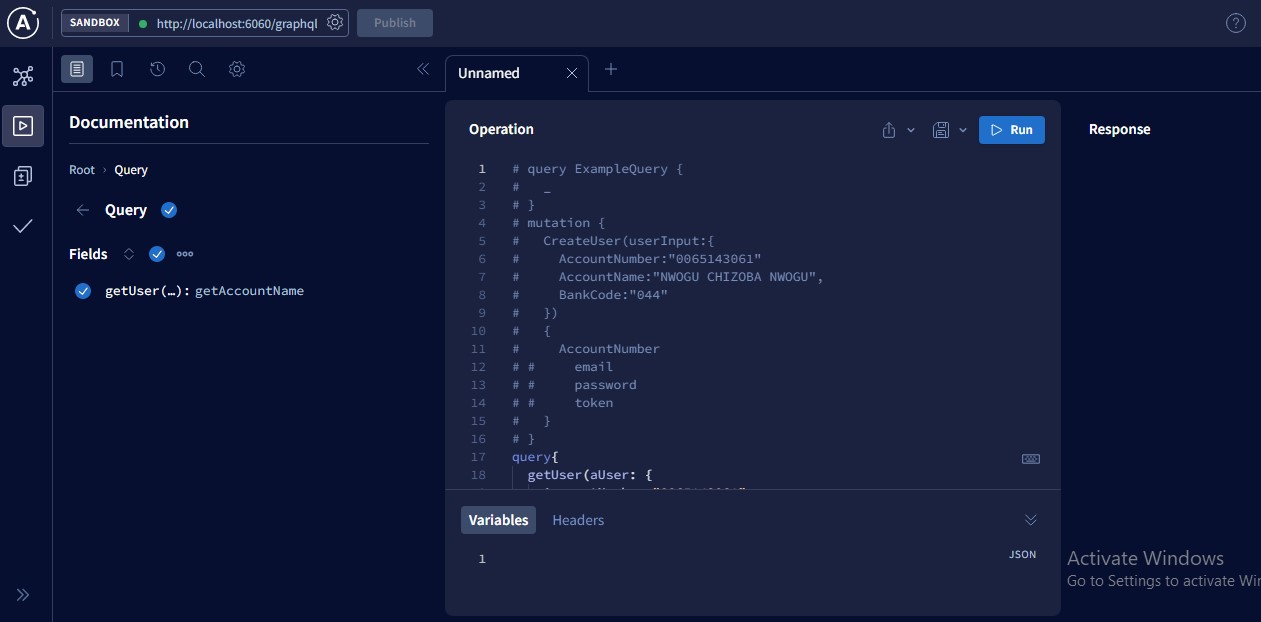 SANDBOX http://localhost:6060/graphql Publish
Documentation
Root › Query
Query
Fields
getUser(…): getAccountName
Unnamed
Operation
Run
1 # query ExampleQuery {
2 #   _
3 # }
4 # mutation {
5 #   CreateUser(userInput:{
6 #     AccountNumber:"0065143061"
7 #     AccountName:"NWOGU CHIZOBA NWOGU",
8 #     BankCode:"044"
9 #   })
10 #   {
11 #     AccountNumber
12 # #     email
13 # #     password
14 # #     token
15 #   }
16 # }
17 query{
18   getUser(aUser: {
Variables Headers
JSON
1
Response
Activate Windows
Go to Settings to activate